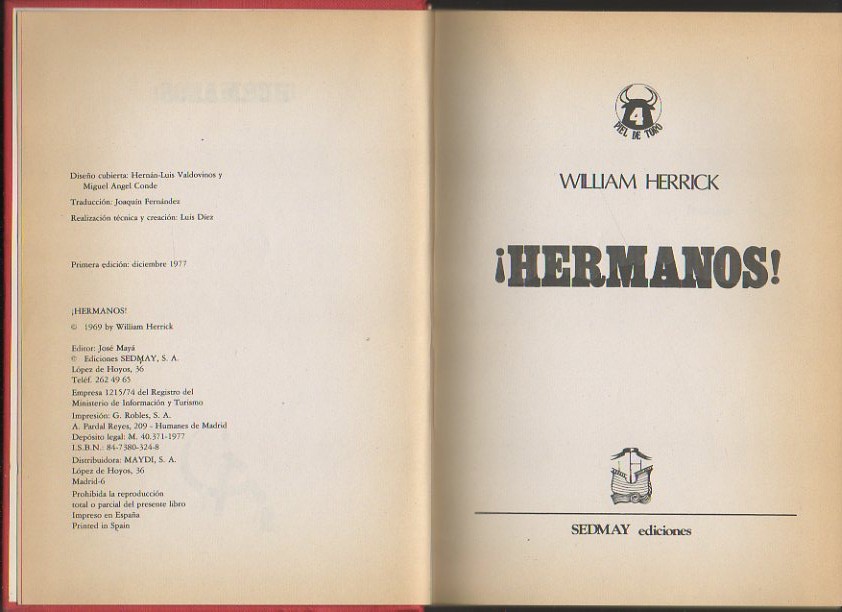 Diseño cubierta: Hernán-Luis Valdovinos y
Miguel Angel Conde
Traducción: Joaquín Fernández
Realización técnica y creación: Luis Díez
Primera edición: diciembre 1977
¡HERMANOS!
© 1969 by William Herrick
Editor: José Mayá
© Ediciones SEDMAY, S. A.
López de Hoyos, 36
Teléf. 262 49 65
Empresa 1215/74 del Registro del
Ministerio de Información y Turismo
Impresión: G. Robles, S. A.
A. Pardal Reyes, 209 - Humanes de Madrid
Depósito legal: M. 40.371-1977
I.S.B.N.: 84-7380-324-8
Distribuidora: MAYDI, S. A.
López de Hoyos, 36
Madrid-6
Prohibida la reproducción
total o parcial del presente libro
Impreso en España
Printed in Spain
4
PIEL DE TORO
WILLIAM HERRICK
¡HERMANOS!
SEDMAY ediciones